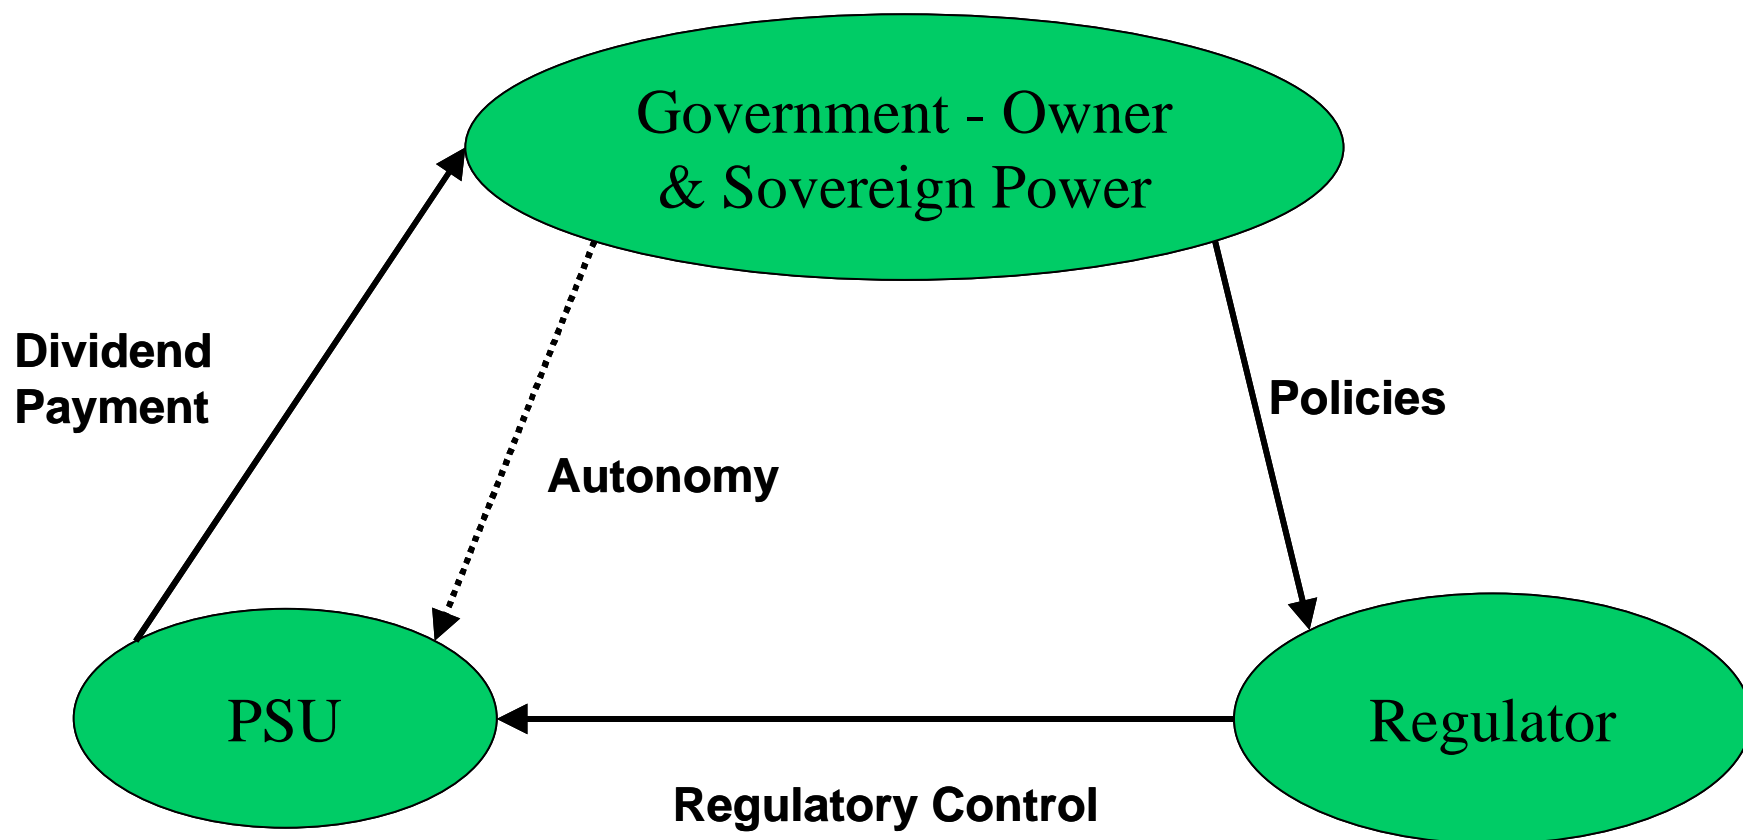 Government - Owner
& Sovereign Power
Dividend
Payment
Policies
Autonomy
PSU
Regulator
Regulatory Control